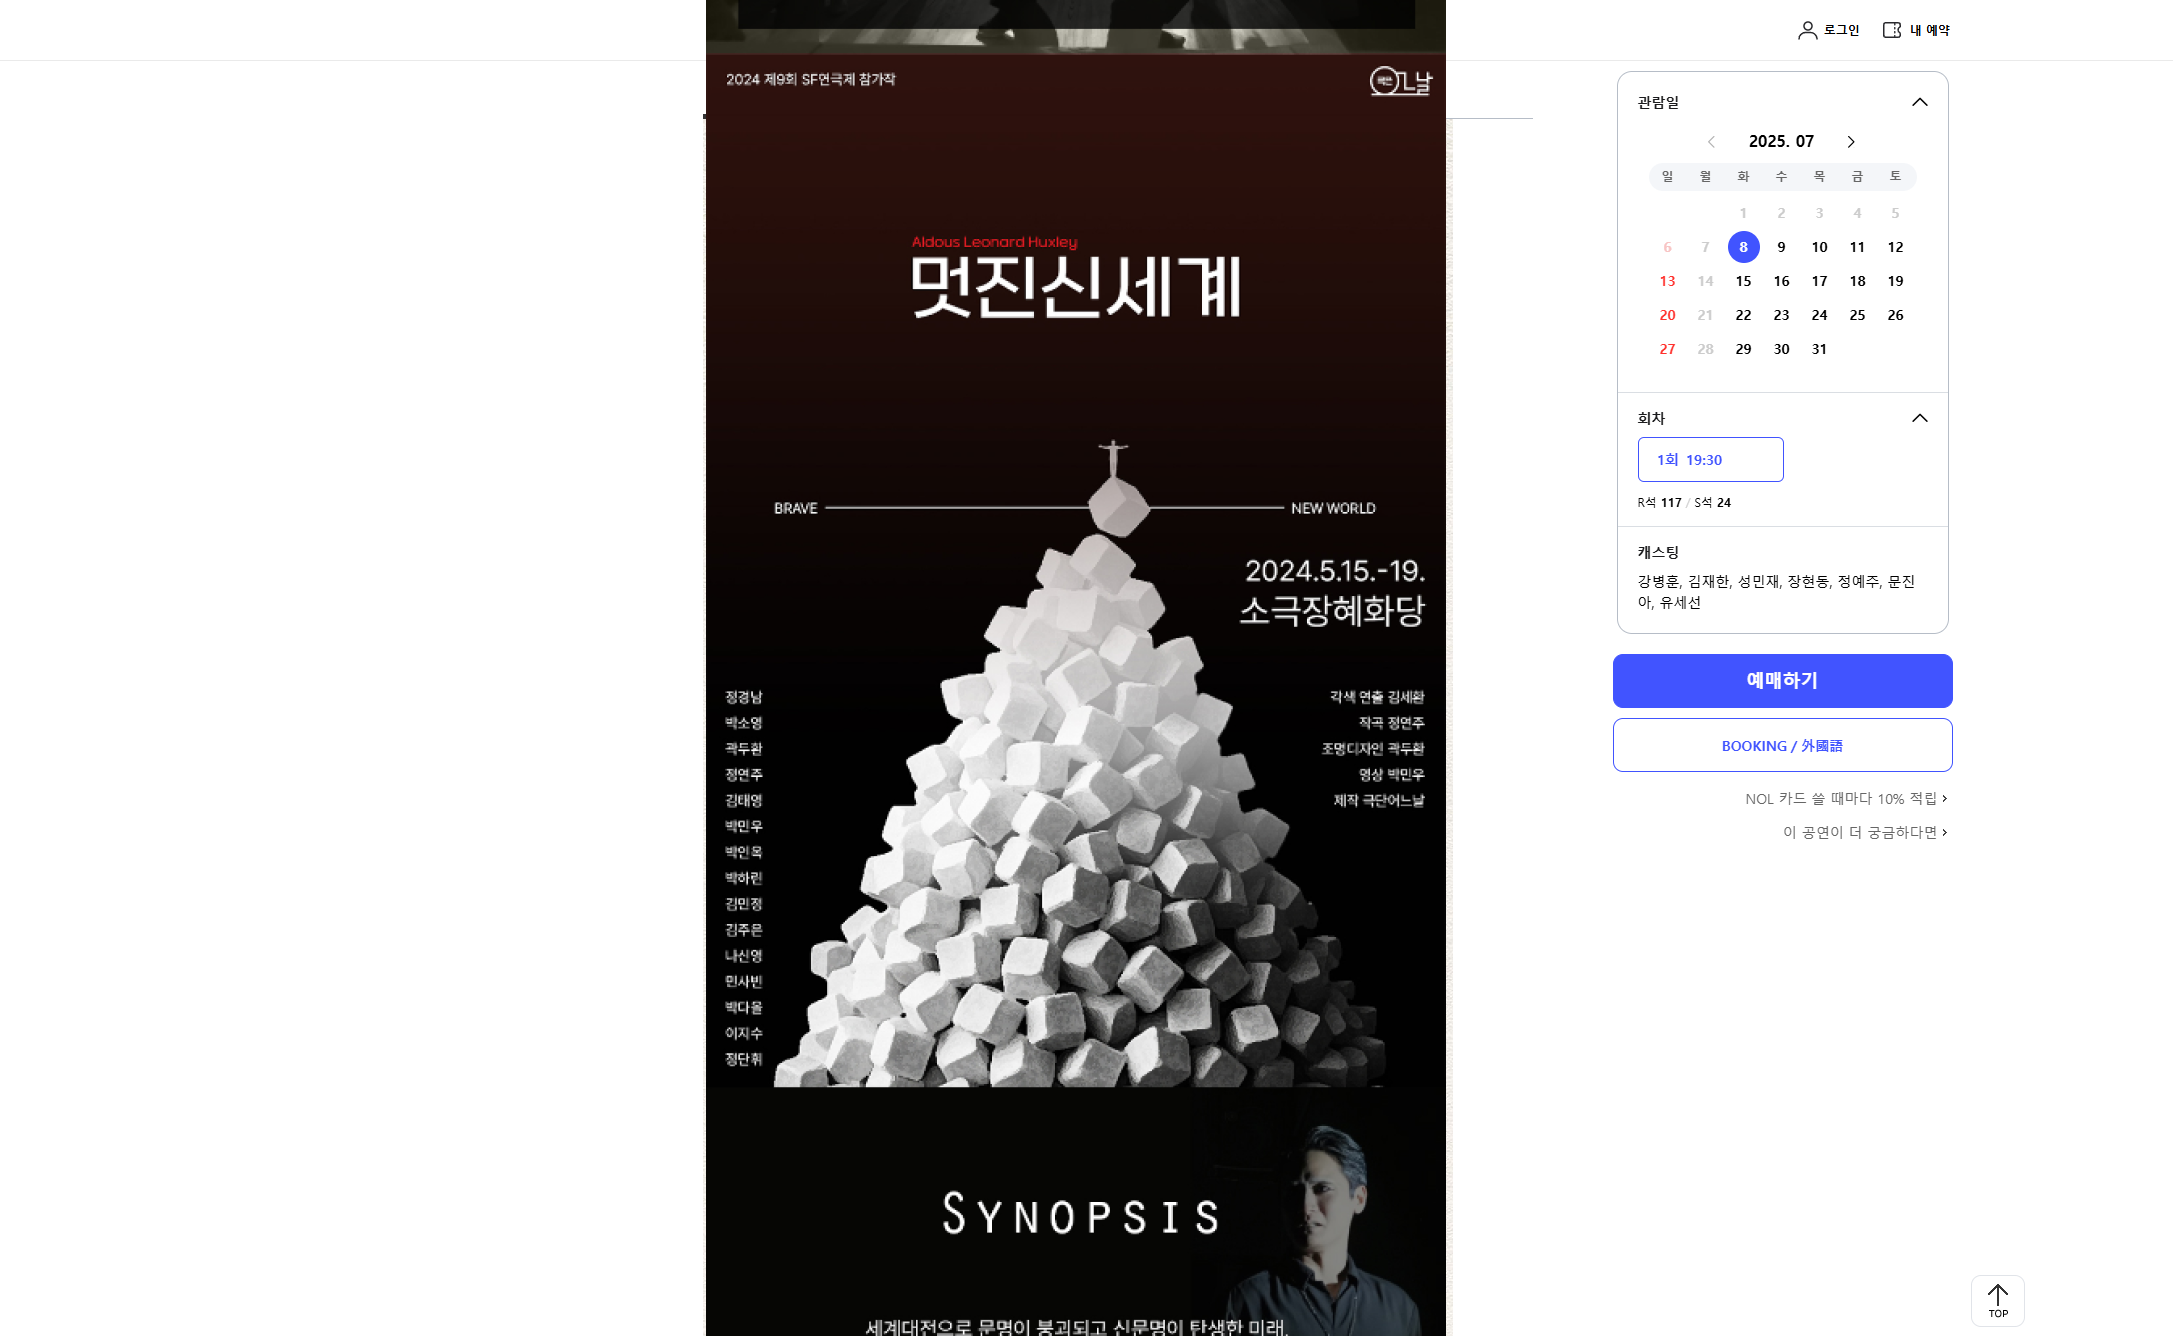 로그인
내 예약
2024 제9회 SF연극제 참가작
Aldous Leonard Huxley
멋진신세계
BRAVE
NEW WORLD
2024.5.15.-19.
소극장혜화당
정경남
박소영
곽두환
정연주
김태영
박민우
박인옥
박하린
김민정
김주은
나신영
민사빈
박다올
이지수
정단휘
각색 연출 김세환
작곡 정연주
조명디자인 곽두환
영상 박민우
제작 극단어느날
SYNOPSIS
세계대전으로 문명이 붕괴되고 신문명이 탄생한 미래.
관람일
2025. 07
일 월 화 수 목 금 토
1 2 3 4 5
6 7 8 9 10 11 12
13 14 15 16 17 18 19
20 21 22 23 24 25 26
27 28 29 30 31
회차
1회 19:30
R석 117 / S석 24
캐스팅
강병훈, 김재한, 성민재, 장현동, 정예주, 문진
아, 유세선
예매하기
BOOKING / 外國語
NOL 카드 쓸 때마다 10% 적립
이 공연이 더 궁금하다면
TOP